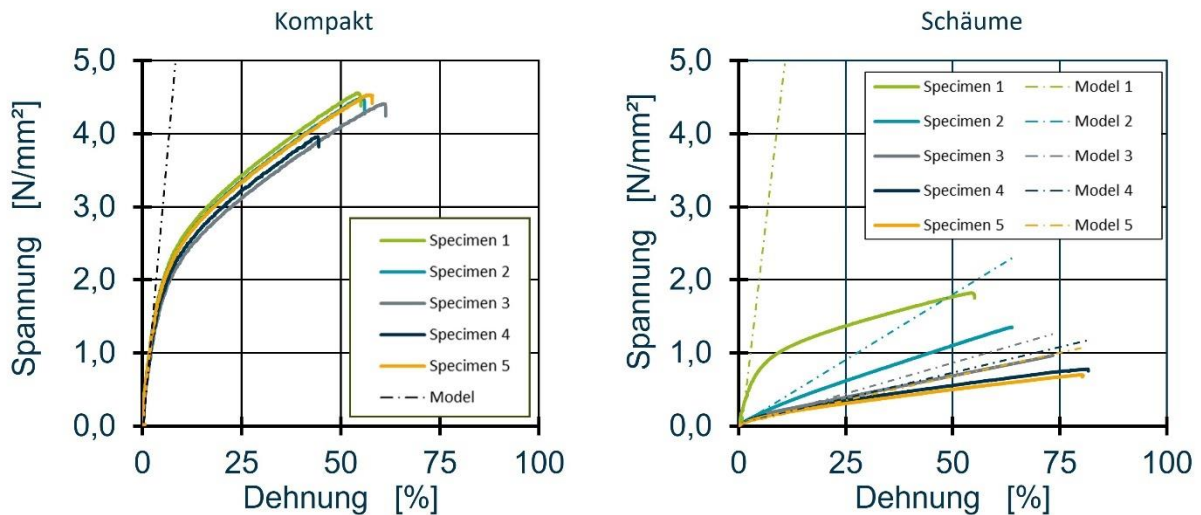 Kompakt
Spannung [N/mm²]
5,0
4,0
3,0
2,0
1,0
0,0
Specimen 1
Specimen 2
Specimen 3
Specimen 4
Specimen 5
Model
0 25 50 75 100
Dehnung [%]
Schäume
Spannung [N/mm²]
5,0
4,0
3,0
2,0
1,0
0,0
Specimen 1 Model 1
Specimen 2 Model 2
Specimen 3 Model 3
Specimen 4 Model 4
Specimen 5 Model 5
0 25 50 75 100
Dehnung [%]